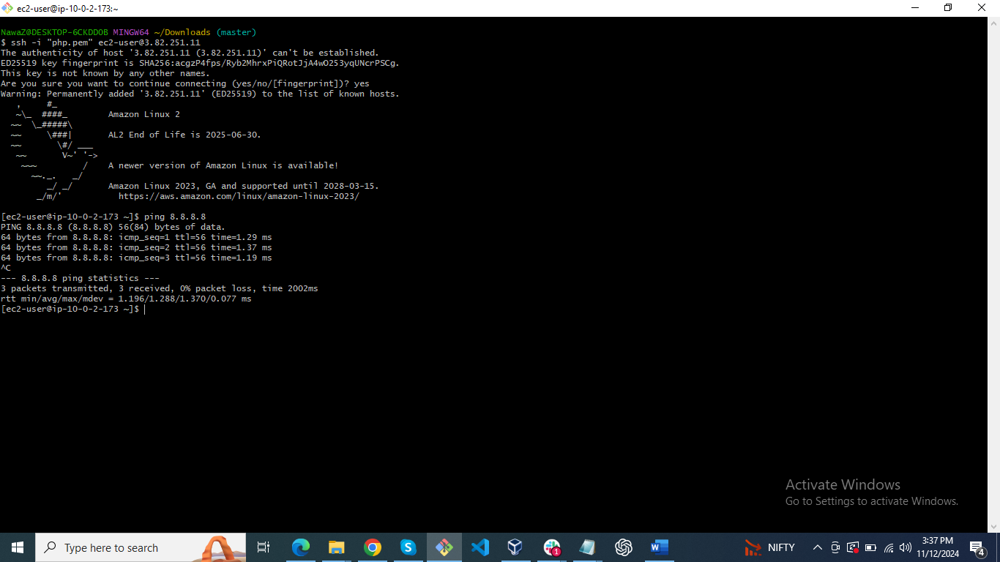 ec2-user@ip-10-0-2-173:~
NawaZ@DESKTOP-6CKDDOB MINGW64 ~/Downloads (master)
$ ssh -i "php.pem" ec2-user@3.82.251.11
The authenticity of host '3.82.251.11 (3.82.251.11)' can't be established.
ED25519 key fingerprint is SHA256:acgzP4fps/Ryb2MhrxPiQRotJjA4wO253yqUNcrPSCg.
This key is not known by any other names.
Are you sure you want to continue connecting (yes/no/[fingerprint])? yes
Warning: Permanently added '3.82.251.11' (ED25519) to the list of known hosts.
   ,     #_
   ~\_  ####_        Amazon Linux 2
  ~~  \_#####\
  ~~     \###|       AL2 End of Life is 2025-06-30.
  ~~       \#/ ___
   ~~       V~' '->
    ~~~         /    A newer version of Amazon Linux is available!
      ~~._.   _/
         _/ _/       Amazon Linux 2023, GA and supported until 2028-03-15.
       _/m/'           https://aws.amazon.com/linux/amazon-linux-2023/
[ec2-user@ip-10-0-2-173 ~]$ ping 8.8.8.8
PING 8.8.8.8 (8.8.8.8) 56(84) bytes of data.
64 bytes from 8.8.8.8: icmp_seq=1 ttl=56 time=1.29 ms
64 bytes from 8.8.8.8: icmp_seq=2 ttl=56 time=1.37 ms
64 bytes from 8.8.8.8: icmp_seq=3 ttl=56 time=1.19 ms
^C
--- 8.8.8.8 ping statistics ---
3 packets transmitted, 3 received, 0% packet loss, time 2002ms
rtt min/avg/max/mdev = 1.196/1.288/1.370/0.077 ms
[ec2-user@ip-10-0-2-173 ~]$
Activate Windows
Go to Settings to activate Windows.
Type here to search
NIFTY
3:37 PM
11/12/2024
4
1